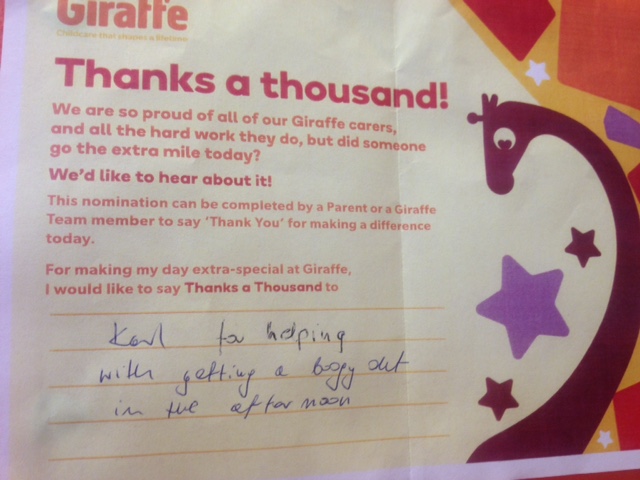 Giraffe
Childcare that shapes a lifetime
Thanks a thousand!
We are so proud of all of our Giraffe carers,
and all the hard work they do, but did someone
go the extra mile today?
We'd like to hear about it!
This nomination can be completed by a Parent or a Giraffe
Team member to say 'Thank You' for making a difference
today.
For making my day extra-special at Giraffe,
I would like to say Thanks a Thousand to
Karl for helping
with getting a boogy out
in the afternoon